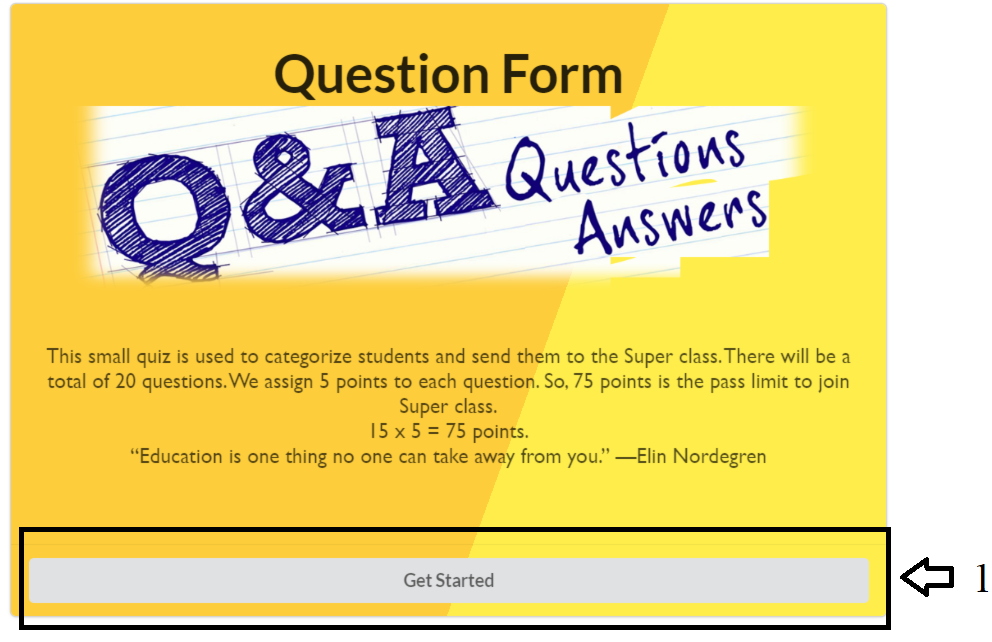 Question Form
Q&A Questions
Answers
This small quiz is used to categorize students and send them to the Super class. There will be a
total of 20 questions. We assign 5 points to each question. So, 75 points is the pass limit to join
Super class.
15 x 5 = 75 points.
“Education is one thing no one can take away from you.” —Elin Nordegren
Get Started
1